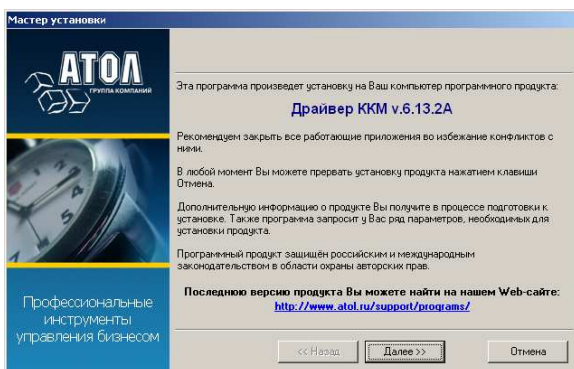 Мастер установки
АТОЛ
ГРУППА КОМПАНИЙ
Эта программа произведет установку на Ваш компьютер программного продукта:
Драйвер ККМ v.6.13.2A
Рекомендуем закрыть все работающие приложения во избежание конфликтов с
ними.
В любой момент Вы можете прервать установку продукта нажатием клавиши
Отмена.
Дополнительную информацию о продукте Вы получите в процессе подготовки к
установке. Также программа запросит у Вас ряд параметров, необходимых для
установки продукта.
Программный продукт защищён российским и международным
законодательством в области охраны авторских прав.
Последнюю версию продукта Вы можете найти на нашем Web-сайте:
http://www.atol.ru/support/programs/
Профессиональные
инструменты
управления бизнесом
<< Назад
Далее >>
Отмена